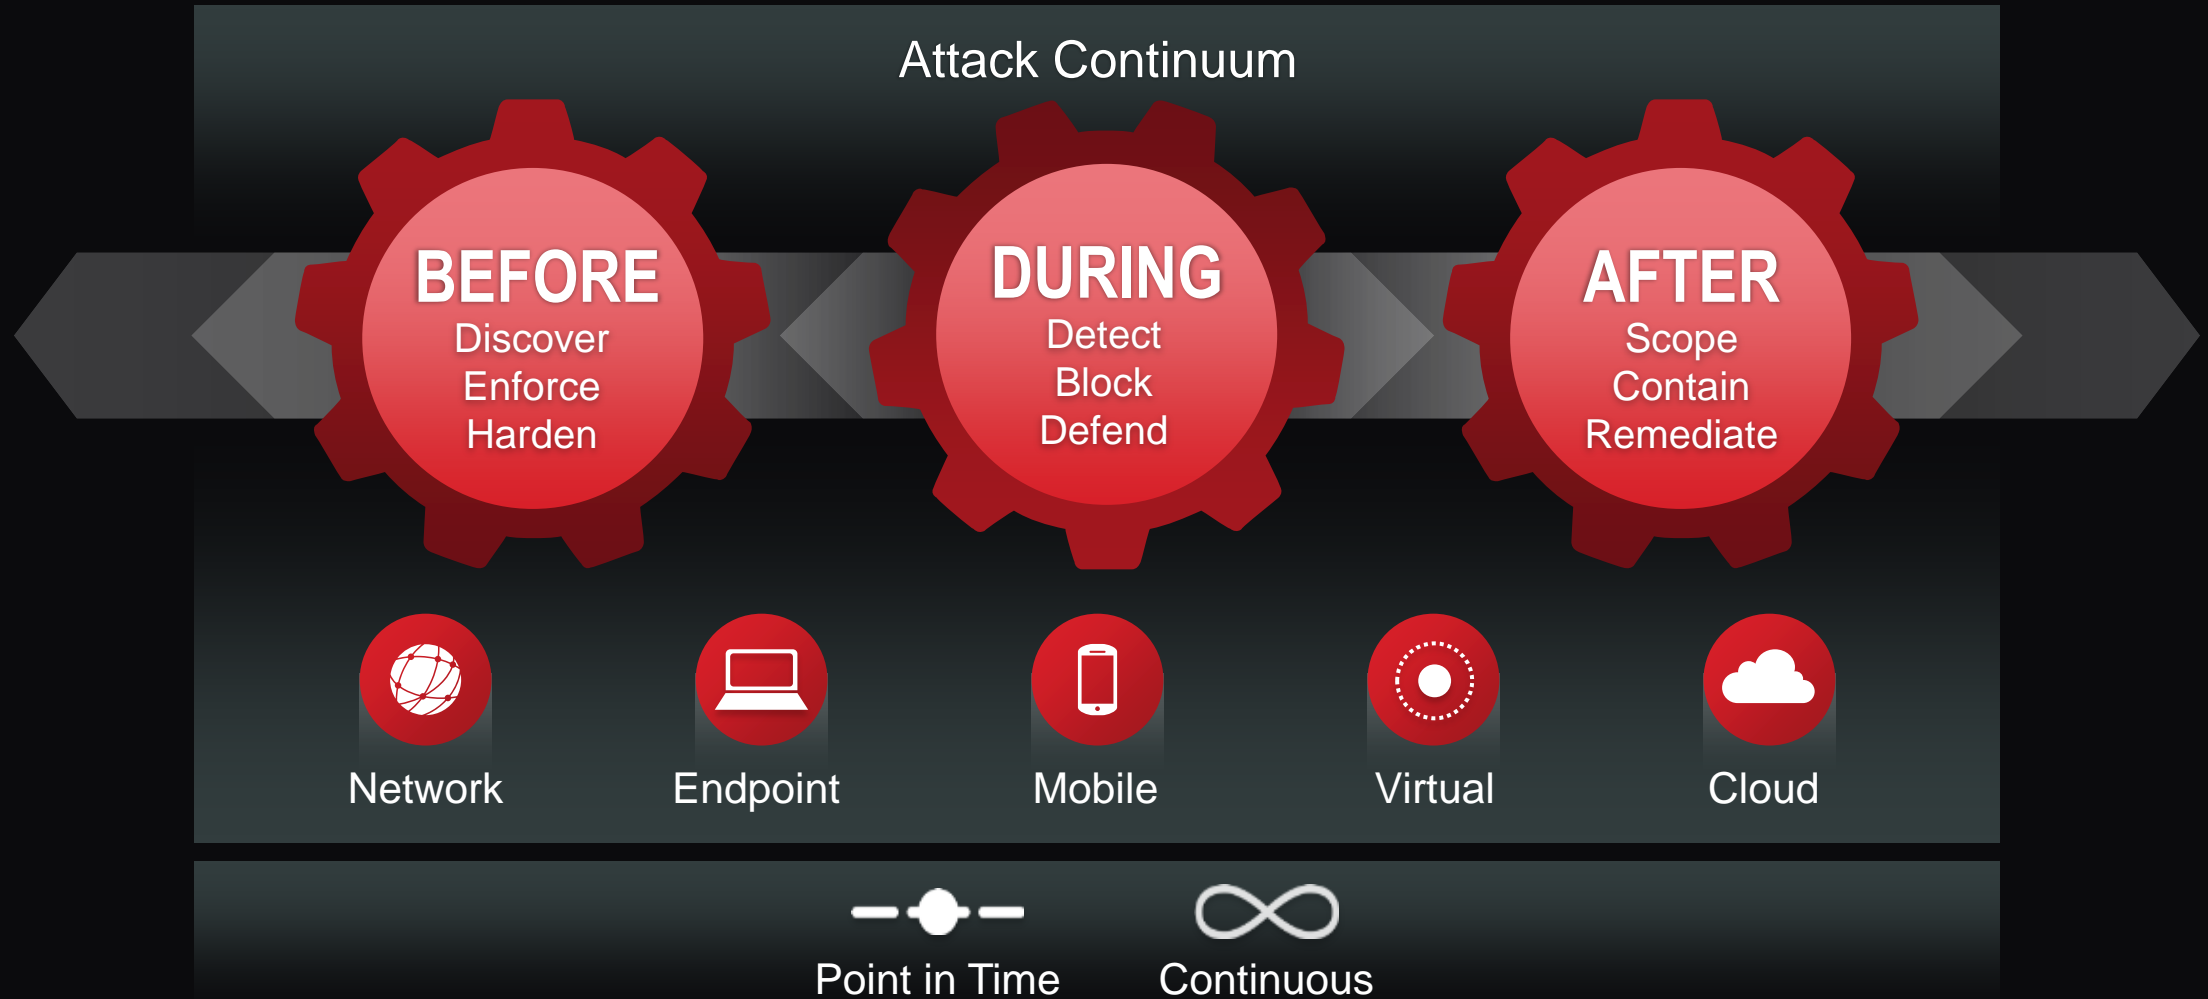 Attack Continuum
BEFORE
Discover
Enforce
Harden
DURING
Detect
Block
Defend
AFTER
Scope
Contain
Remediate
Network
Endpoint
Mobile
Virtual
Cloud
Point in Time
Continuous